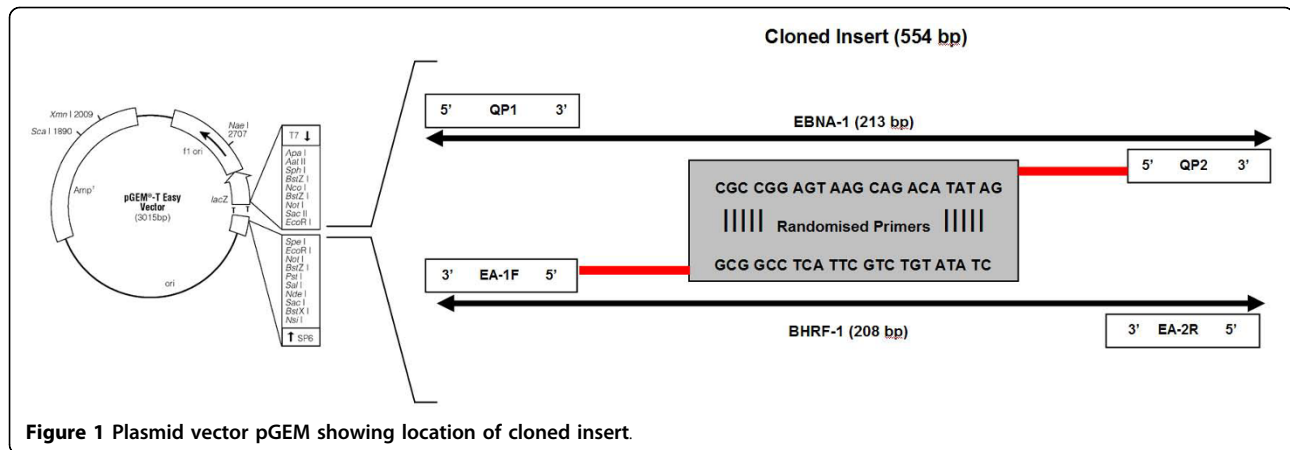 Cloned Insert (554 bp)
Xmn I 2009
Sca I 1890
Nae I
2707
f1 ori
Ampr
pGEM®-T Easy
Vector
(3015bp)
lacZ
ori
T7 ↓
Apa I
Aat II
Sph I
BstZ I
Nco I
BstZ I
Not I
Sac II
EcoR I
Spe I
EcoR I
Not I
BstZ I
Pst I
Sal I
Nde I
Sac I
BstX I
Nsi I
↑ SP6
5’ QP1 3’
EBNA-1 (213 bp)
5’ QP2 3’
CGC CGG AGT AAG CAG ACA TAT AG
Randomised Primers
GCG GCC TCA TTC GTC TGT ATA TC
3’ EA-1F 5’
BHRF-1 (208 bp)
3’ EA-2R 5’
Figure 1 Plasmid vector pGEM showing location of cloned insert.